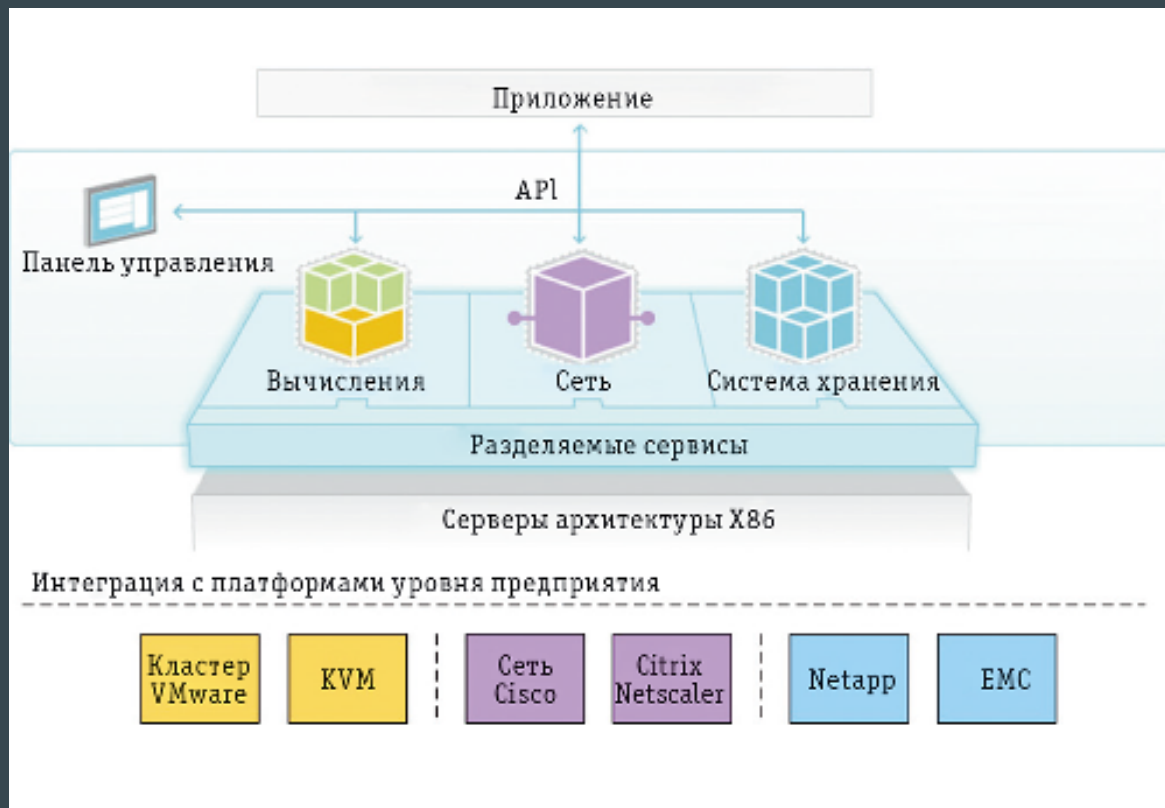 Приложение
API
Панель управления
Вычисления
Сеть
Система хранения
Разделяемые сервисы
Серверы архитектуры X86
Интеграция с платформами уровня предприятия
Кластер
VMware
KVM
Сеть
Cisco
Citrix
Netscaler
Netapp
EMC